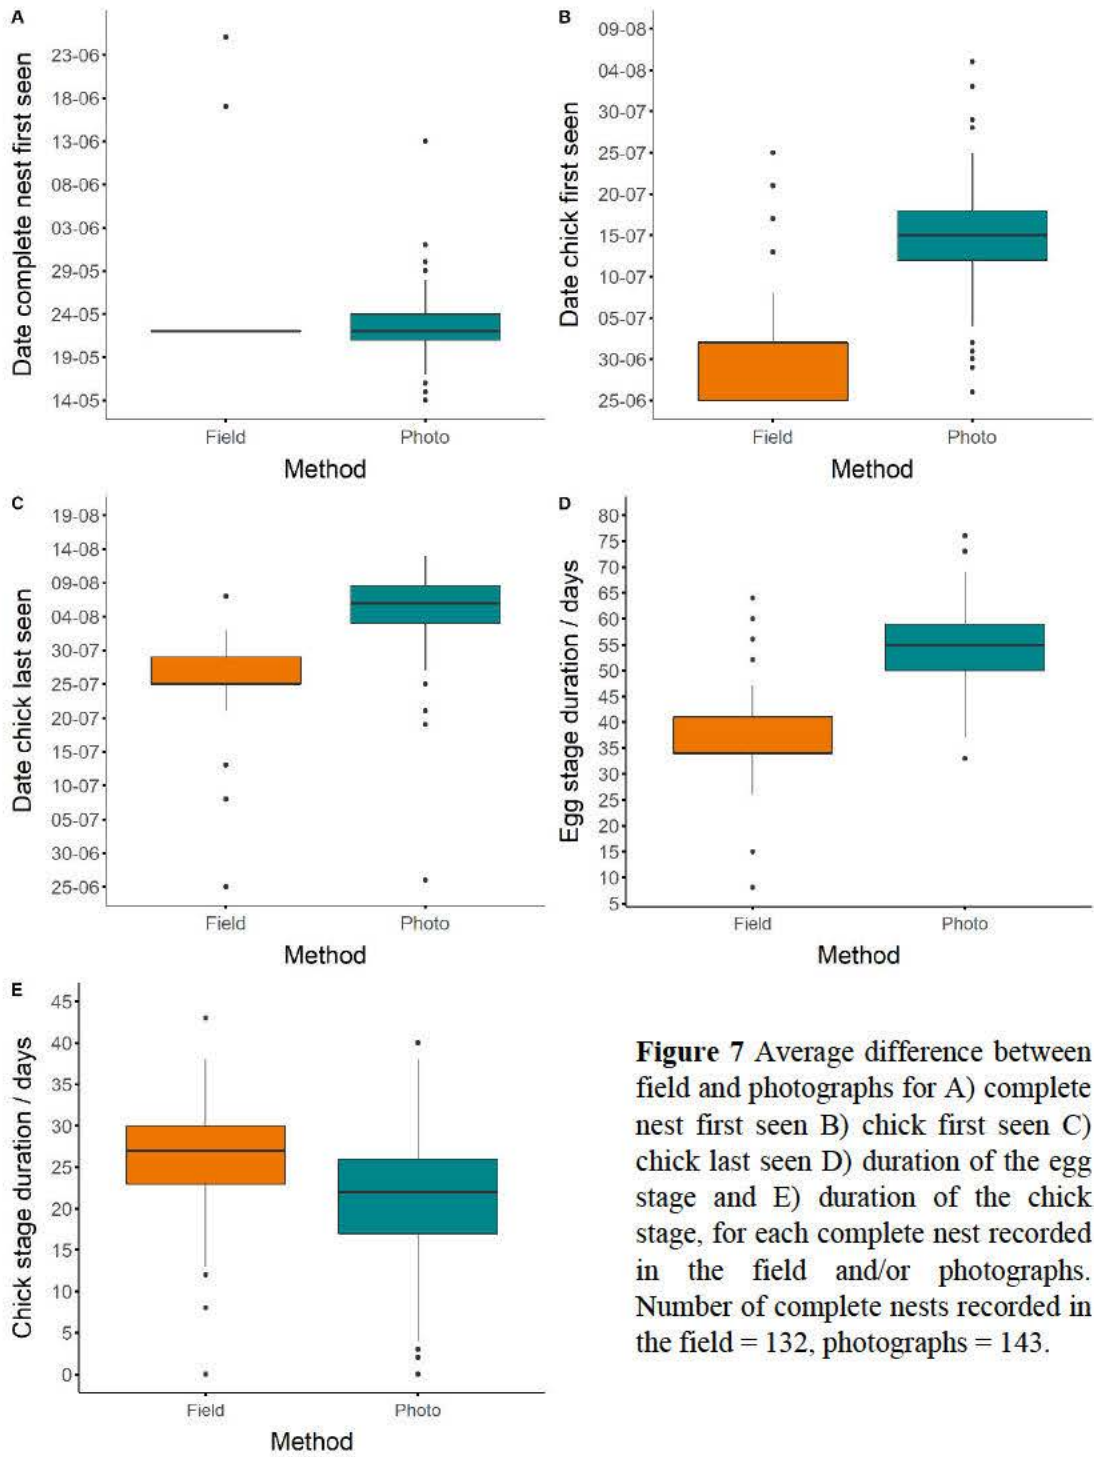 A
Date complete nest first seen
23-06
18-06
13-06
08-06
03-06
29-05
24-05
19-05
14-05
Field
Photo
Method
B
Date chick first seen
09-08
04-08
30-07
25-07
20-07
15-07
10-07
05-07
30-06
25-06
Field
Photo
Method
C
Date chick last seen
19-08
14-08
09-08
04-08
30-07
25-07
20-07
15-07
10-07
05-07
30-06
25-06
Field
Photo
Method
D
Egg stage duration / days
80
75
70
65
60
55
50
45
40
35
30
25
20
15
10
5
Field
Photo
Method
E
Chick stage duration / days
45
40
35
30
25
20
15
10
5
0
Field
Photo
Method
Figure 7 Average difference between
field and photographs for A) complete
nest first seen B) chick first seen C)
chick last seen D) duration of the egg
stage and E) duration of the chick
stage, for each complete nest recorded
in the field and/or photographs.
Number of complete nests recorded in
the field = 132, photographs = 143.